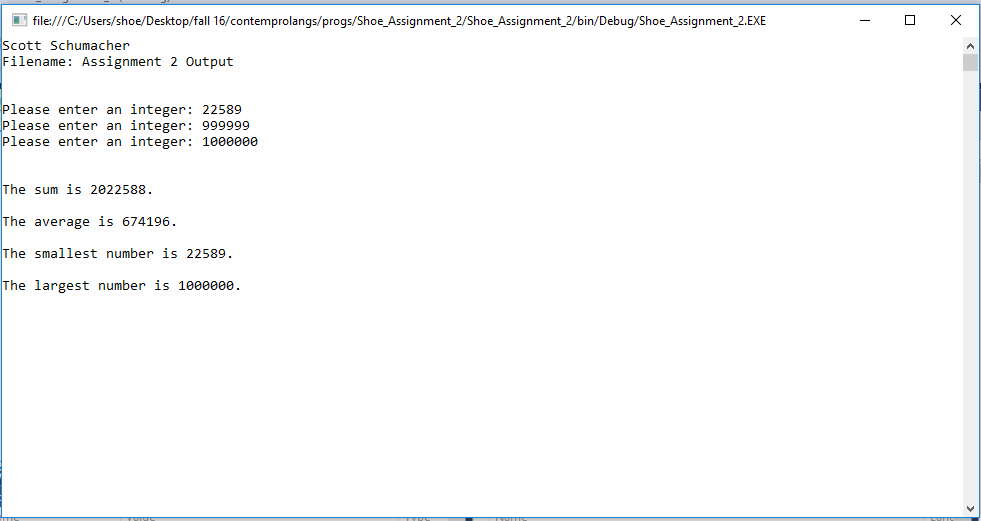 file:///C:/Users/shoe/Desktop/fall 16/contemprolangs/progs/Shoe_Assignment_2/Shoe_Assignment_2/bin/Debug/Shoe_Assignment_2.EXE
Scott Schumacher
Filename: Assignment 2 Output
Please enter an integer: 22589
Please enter an integer: 999999
Please enter an integer: 1000000
The sum is 2022588.
The average is 674196.
The smallest number is 22589.
The largest number is 1000000.